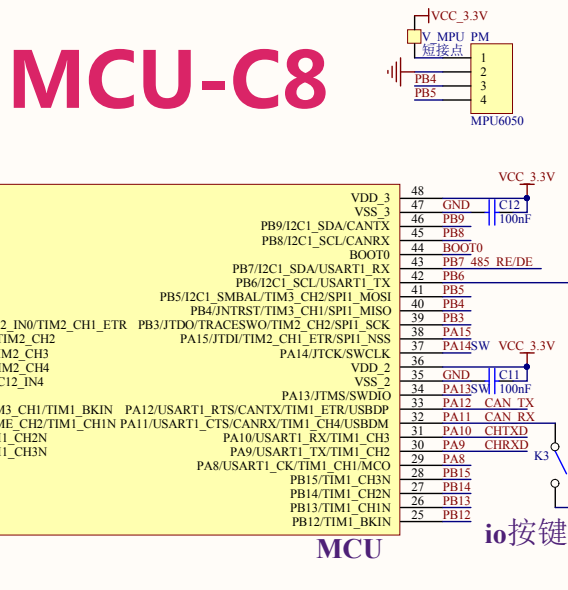 VCC_3.3V
V_MPU_PM
短接点
MCU-C8
1
2
PB4 3
PB5 4
MPU6050
VCC_3.3V
VDD_3 48
VSS_3 47 GND C12
PB9/I2C1_SDA/CANTX 46 PB9 100nF
PB8/I2C1_SCL/CANRX 45 PB8
BOOT0 44 BOOT0
PB7/I2C1_SDA/USART1_RX 43 PB7 485_RE/DE
PB6/I2C1_SCL/USART1_TX 42 PB6
PB5/I2C1_SMBAL/TIM3_CH2/SPI1_MOSI 41 PB5
PB4/JNTRST/TIM3_CH1/SPI1_MISO 40 PB4
2_IN0/TIM2_CH1_ETR PB3/JTDO/TRACESWO/TIM2_CH2/SPI1_SCK 39 PB3
TIM2_CH2 PA15/JTDI/TIM2_CH1_ETR/SPI1_NSS 38 PA15
IM2_CH3 PA14/JTCK/SWCLK 37 PA14SW VCC_3.3V
IM2_CH4 VDD_2 36
C12_IN4 VSS_2 35 GND C11
PA13/JTMS/SWDIO 34 PA13SW 100nF
M3_CH1/TIM1_BKIN PA12/USART1_RTS/CANTX/TIM1_ETR/USBDP 33 PA12 CAN_TX
ME_CH2/TIM1_CH1N PA11/USART1_CTS/CANRX/TIM1_CH4/USBDM 32 PA11 CAN_RX
1_CH2N PA10/USART1_RX/TIM1_CH3 31 PA10 CHTXD
1_CH3N PA9/USART1_TX/TIM1_CH2 30 PA9 CHRXD
PA8/USART1_CK/TIM1_CH1/MCO 29 PA8 K3
PB15/TIM1_CH3N 28 PB15
PB14/TIM1_CH2N 27 PB14
PB13/TIM1_CH1N 26 PB13
PB12/TIM1_BKIN 25 PB12
MCU
io按键